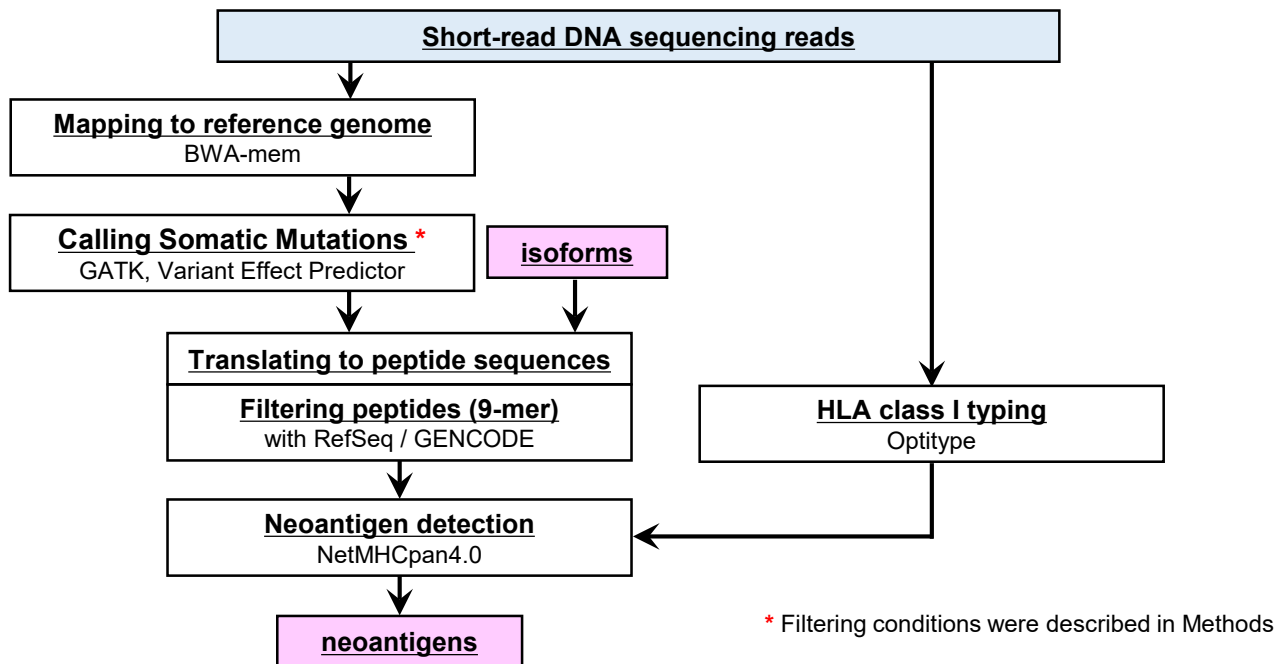 Short-read DNA sequencing reads
Mapping to reference genome
BWA-mem
Calling Somatic Mutations *
GATK, Variant Effect Predictor
isoforms
Translating to peptide sequences
Filtering peptides (9-mer)
with RefSeq / GENCODE
HLA class I typing
Optitype
Neoantigen detection
NetMHCpan4.0
neoantigens
* Filtering conditions were described in Methods